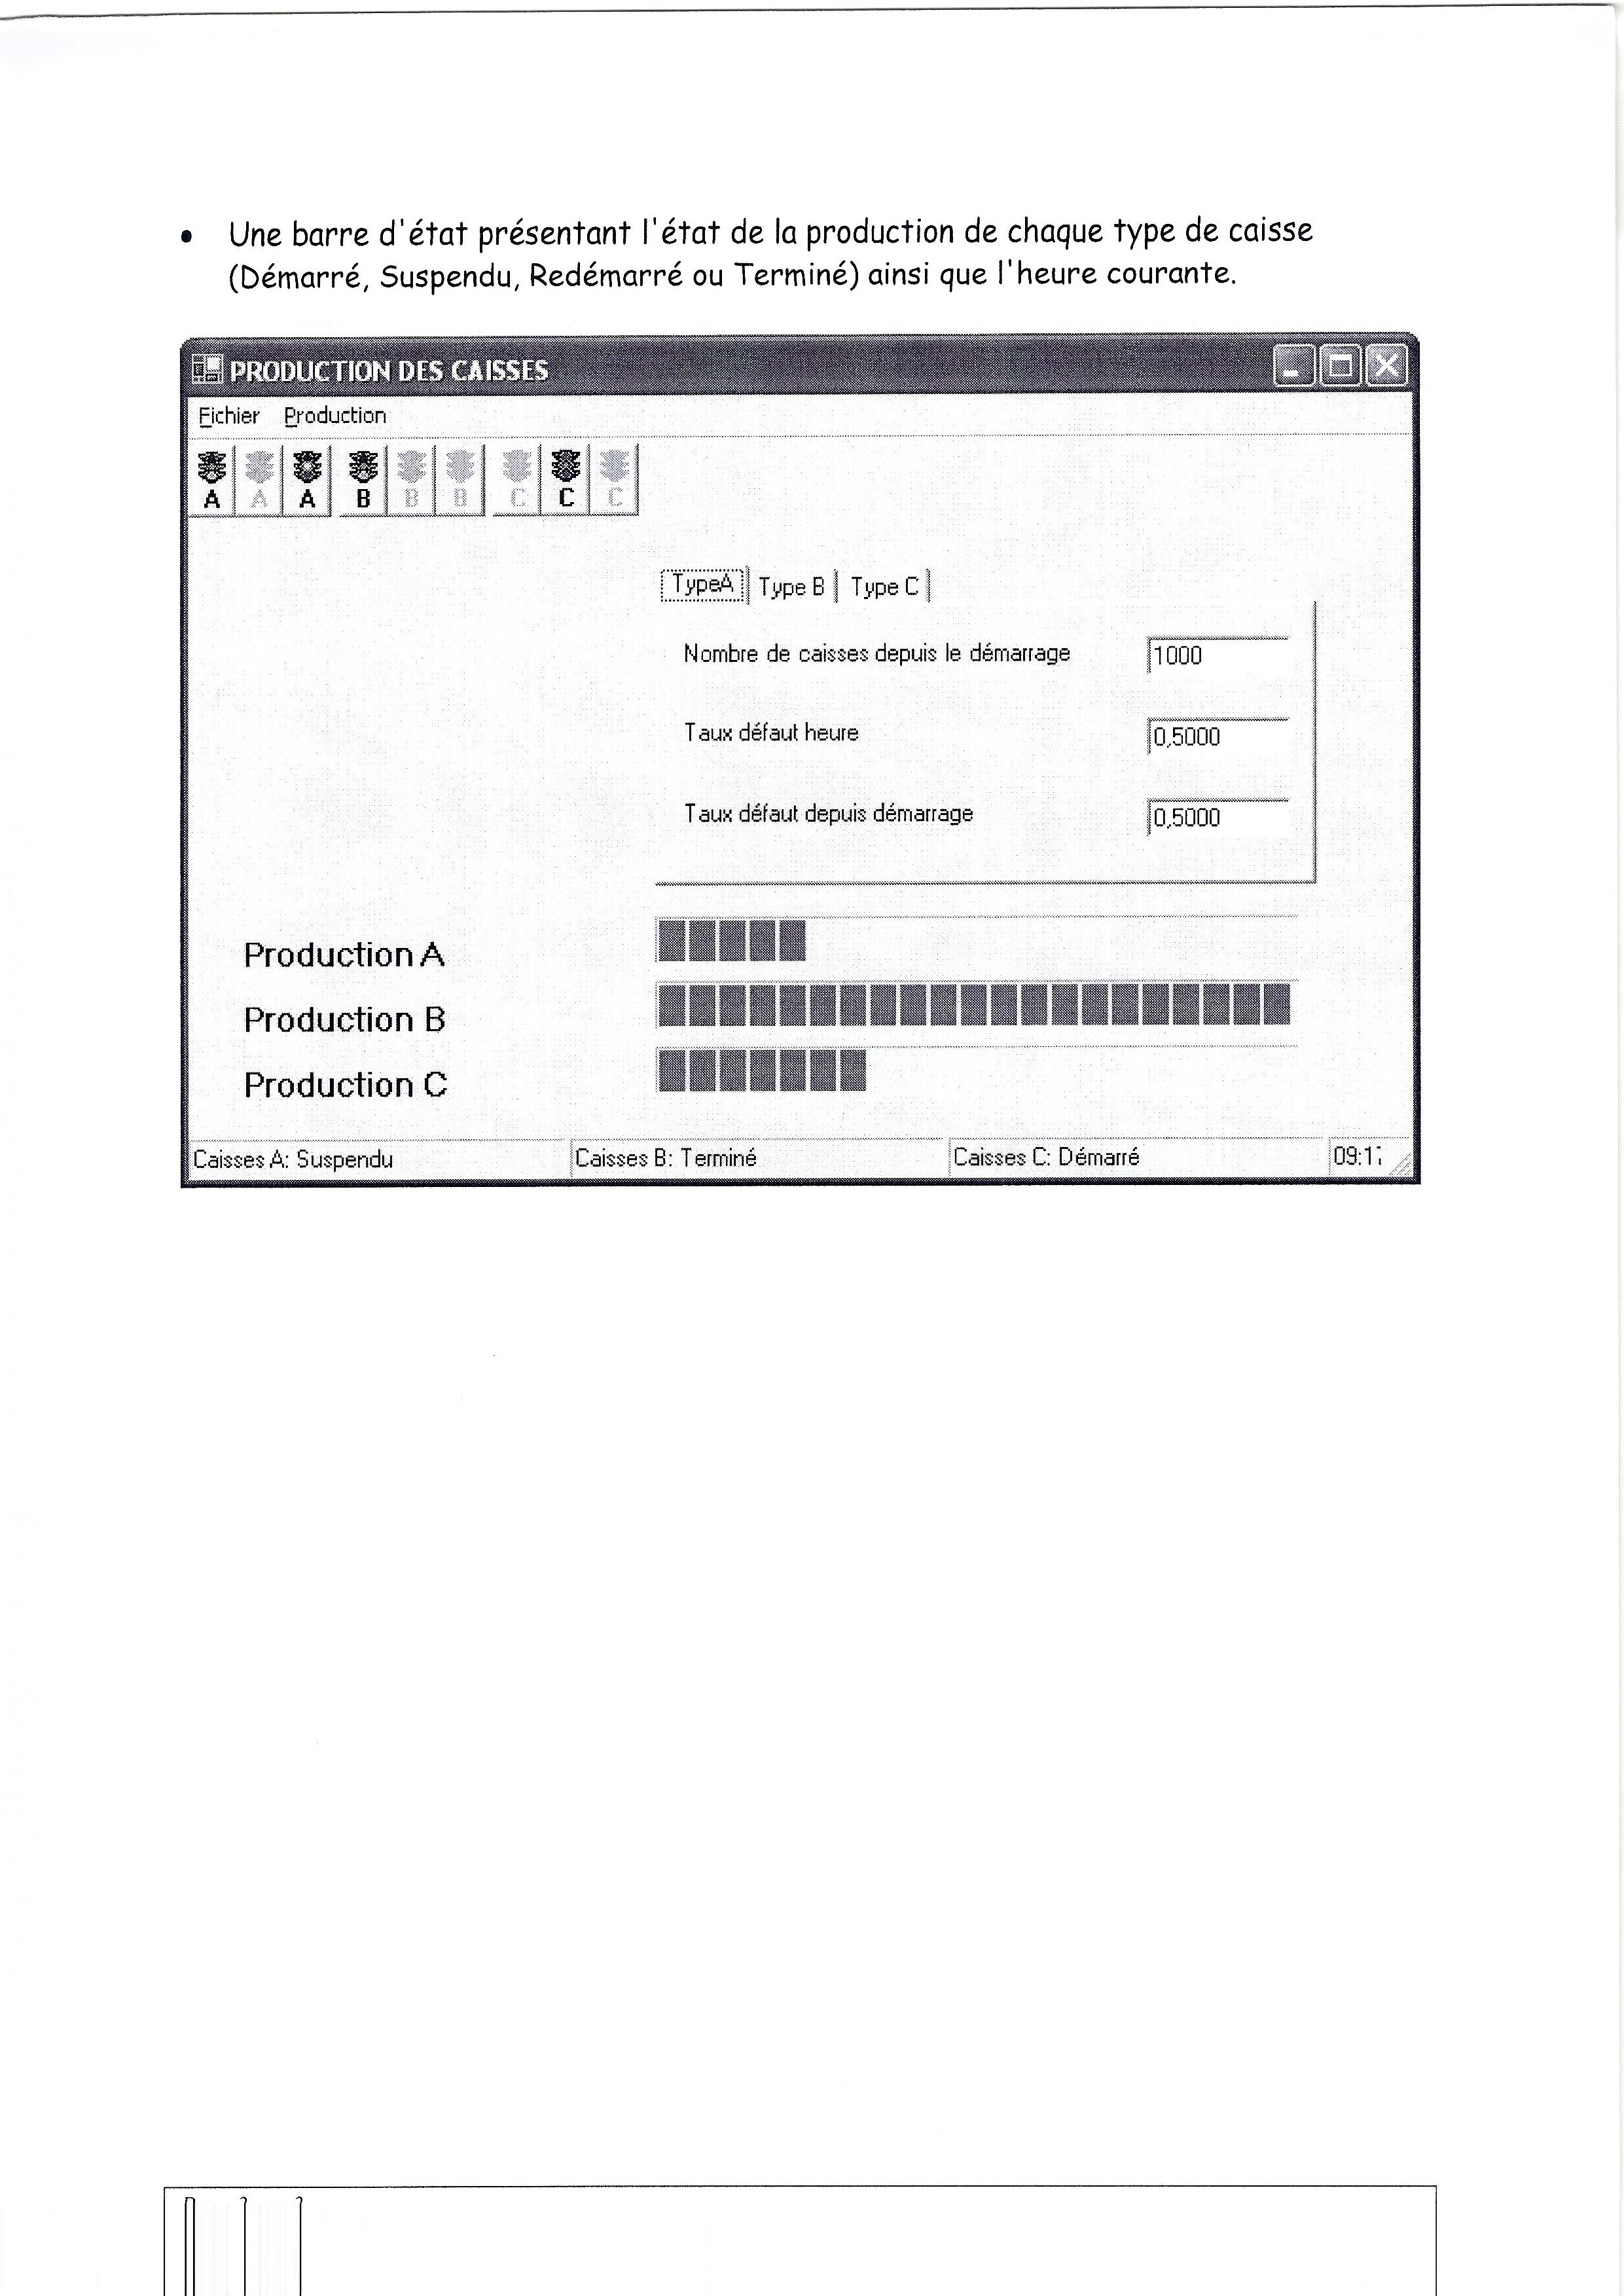 • Une barre d'état présentant l'état de la production de chaque type de caisse
(Démarré, Suspendu, Redémarré ou Terminé) ainsi que l'heure courante.
PRODUCTION DES CAISSES
Fichier Production
A A A B B B C C C
TypeA Type B Type C
Nombre de caisses depuis le démarrage 1000
Taux défaut heure 0,5000
Taux défaut depuis démarrage 0,5000
Production A
Production B
Production C
Caisses A: Suspendu Caisses B: Terminé Caisses C: Démarré